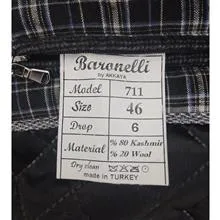 Baronelli
by AKKAYA
Model 711
Size 46
Drop 6
Material % 80 Kashmir
% 20 Wool
Dry clean
made in TURKEY